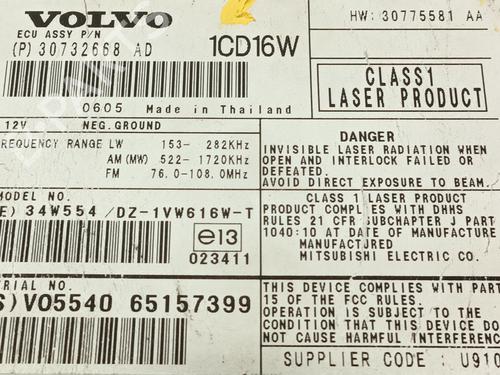 VOLVO
ECU ASSY P/N
(P) 30732668 AD
1CD16W
HW: 30775581 AA
CLASS1
LASER PRODUCT
0605 Made in Thailand
12V NEG.GROUND
FREQUENCY RANGE LW 153- 282KHz
AM(MW) 522-1720KHz
FM 76.0-108.0MHz
DANGER
INVISIBLE LASER RADIATION WHEN
OPEN AND INTERLOCK FAILED OR
DEFEATED.
AVOID DIRECT EXPOSURE TO BEAM.
MODEL NO.
E) 34W554 /DZ-1VW616W-T
e13
023411
CLASS 1 LASER PRODUCT
PRODUCT COMPLIES WITH DHHS
RULES 21 CFR SUBCHAPTER J PART
1040:10 AT DATE OF MANUFACTURE
MANUFACTURED
MITSUBISHI ELECTRIC CO.
SERIAL NO.
S)VO5540 65157399
THIS DEVICE COMPLIES WITH PART
15 OF THE FCC RULES.
OPERATION IS SUBJECT TO THE
CONDITION THAT THIS DEVICE DO
NOT CAUSE HARMFUL INTERFERENCE
SUPPLIER CODE : U910